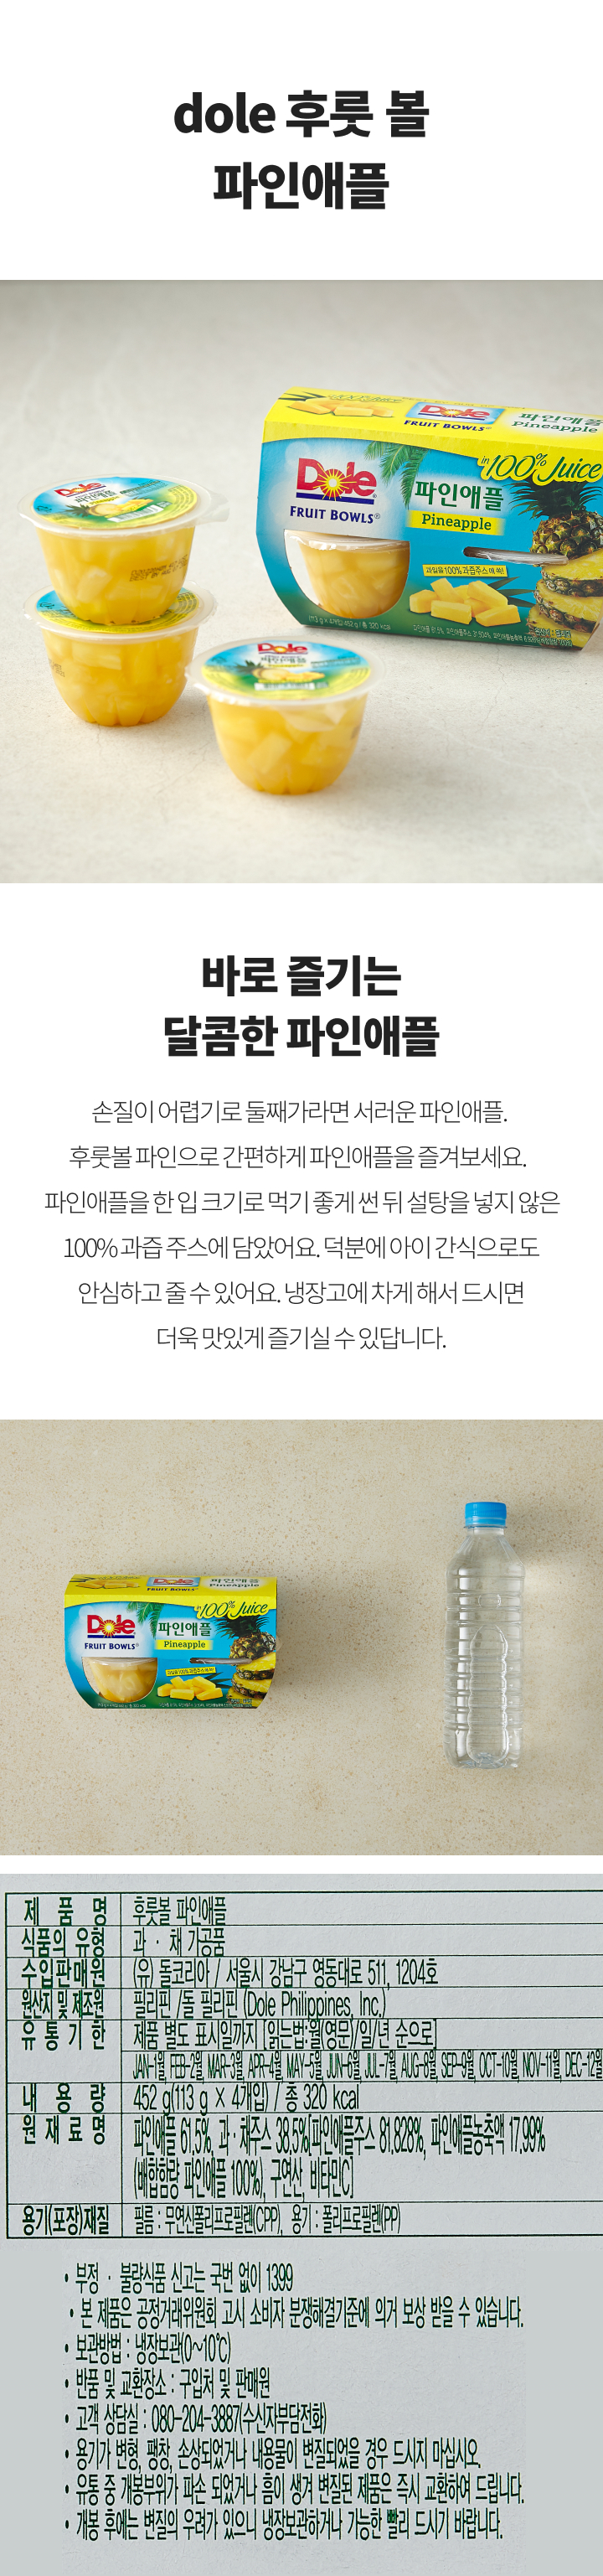 dole 후룻 볼
파인애플
Dole
파인애플
FRUIT BOWLS®
Pineapple
in 100% Juice
Dole
파인애플
FRUIT BOWLS®
Pineapple
과일을 100% 과즙주스에 쏙!
(113 g x 4개입) 452 g / 총 320 kcal
Dole
Dole
파인애플
바로 즐기는
달콤한 파인애플
손질이 어렵기로 둘째가라면 서러운 파인애플.
후룻볼 파인으로 간편하게 파인애플을 즐겨보세요.
파인애플을 한 입 크기로 먹기 좋게 썬 뒤 설탕을 넣지 않은
100% 과즙 주스에 담았어요. 덕분에 아이 간식으로도
안심하고 줄 수 있어요. 냉장고에 차게 해서 드시면
더욱 맛있게 즐기실 수 있답니다.
Dole
파인애플
FRUIT BOWLS®
Pineapple
in 100% Juice
Dole
파인애플
FRUIT BOWLS®
Pineapple
제 품 명 후룻볼 파인애플
식품의 유형 과 · 채 가공품
수입판매원 (유) 돌코리아 / 서울시 강남구 영동대로 511, 1204호
원산지 및 제조원 필리핀 /돌 필리핀 (Dole Philippines, Inc.)
유 통 기 한 제품 별도 표시일까지 [읽는법:월(영문)/일/년 순으로]
JAN-1월, FEB-2월, MAR-3월, APR-4월, MAY-5월, JUN-6월, JUL-7월, AUG-8월, SEP-9월, OCT-10월, NOV-11월, DEC-12월
내 용 량 452 g(113 g × 4개입) / 총 320 kcal
원 재 료 명 파인애플 61.5%, 과 · 채주스 38.5%[파인애플주스 81.828%, 파인애플농축액 17.99%
(배합함량 파인애플 100%), 구연산, 비타민C]
용기(포장)재질 필름 : 무연신폴리프로필렌(CPP), 용기 : 폴리프로필렌(PP)
• 부정 · 불량식품 신고는 국번 없이 1399
• 본 제품은 공정거래위원회 고시 소비자 분쟁해결기준에 의거 보상 받을 수 있습니다.
• 보관방법 : 냉장보관(0~10℃)
• 반품 및 교환장소 : 구입처 및 판매원
• 고객 상담실 : 080-204-3887(수신자부담전화)
• 용기가 변형, 팽창, 손상되었거나 내용물이 변질되었을 경우 드시지 마십시오.
• 유통 중 개봉부위가 파손 되었거나 흠이 생겨 변질된 제품은 즉시 교환하여 드립니다.
• 개봉 후에는 변질의 우려가 있으니 냉장보관하거나 가능한 빨리 드시기 바랍니다.